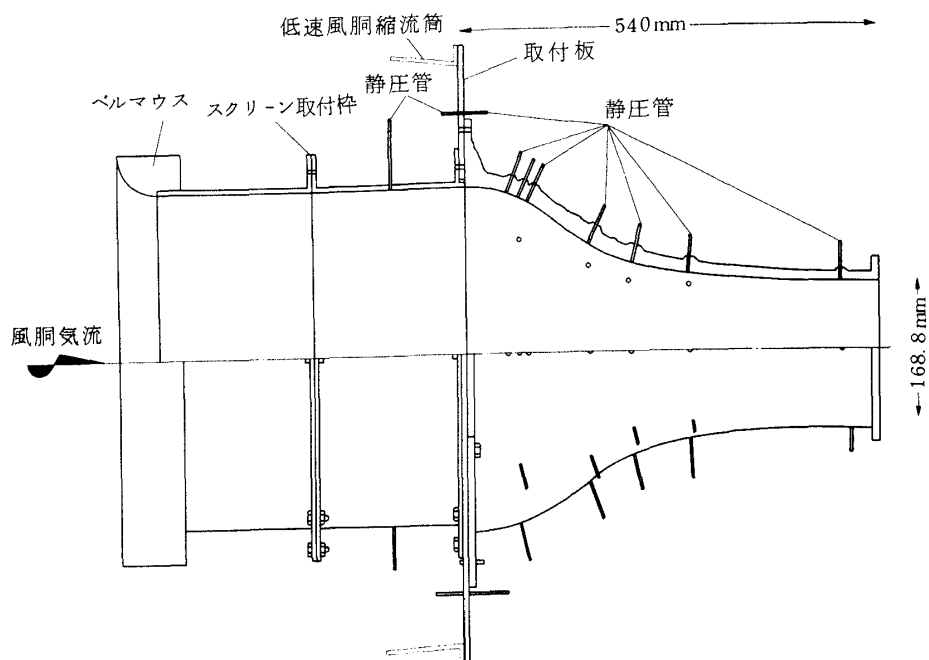 低速風胴縮流筒
540mm
取付板
静圧管
ベルマウス
スクリーン取付枠
静圧管
風胴気流
168.8mm